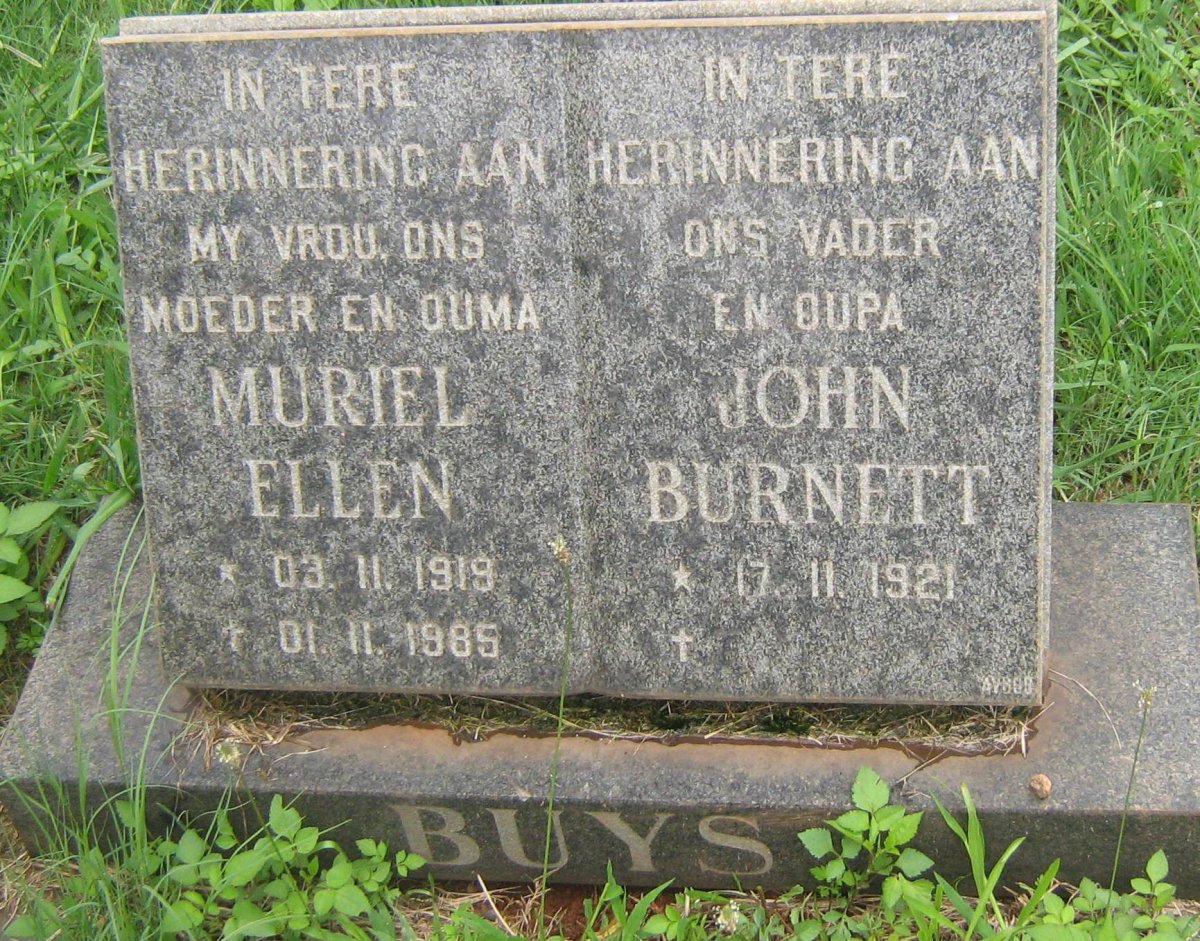 IN TERE
HERINNERING AAN
MY VROU, ONS
MOEDER EN OUMA
MURIEL
ELLEN
★ 03. 11. 1919
✝ 01. 11. 1985
IN TERE
HERINNERING AAN
ONS VADER
EN OUPA
JOHN
BURNETT
★ 17. 11. 1921
✝
BUYS